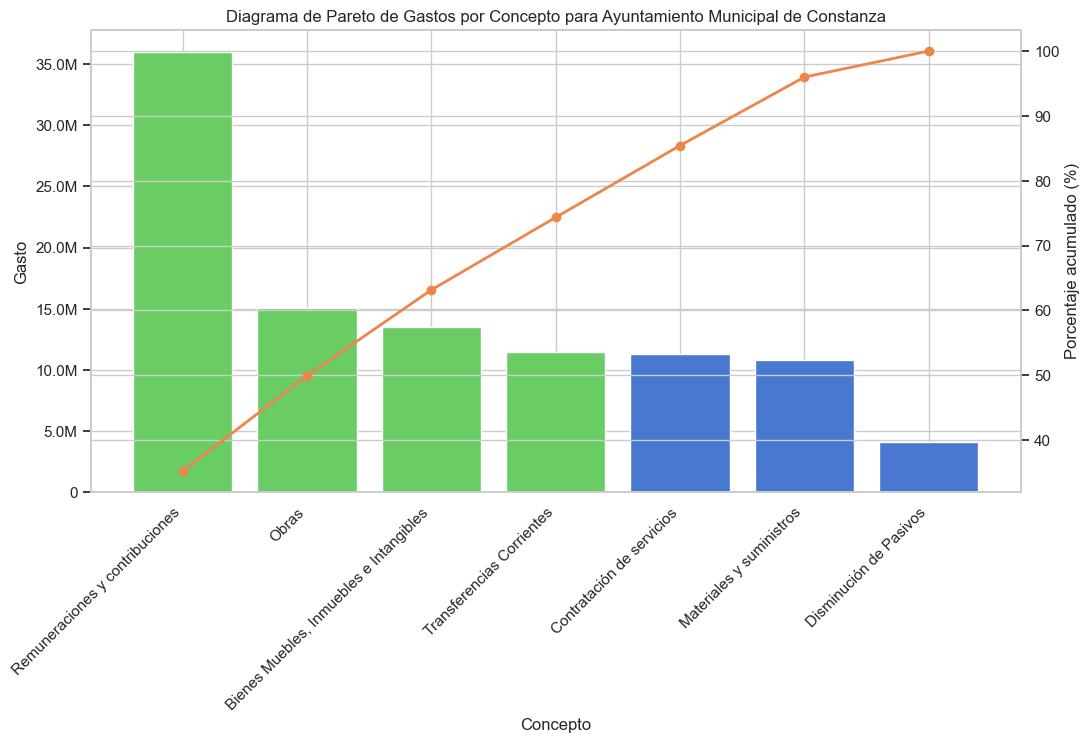 Diagrama de Pareto de Gastos por Concepto para Ayuntamiento Municipal de Constanza
Gasto
35.0M
30.0M
25.0M
20.0M
15.0M
10.0M
5.0M
0
100
90
80
70
60
50
40
Porcentaje acumulado (%)
Remuneraciones y contribuciones
Obras
Bienes Muebles, Inmuebles e Intangibles
Transferencias Corrientes
Contratación de servicios
Materiales y suministros
Disminución de Pasivos
Concepto